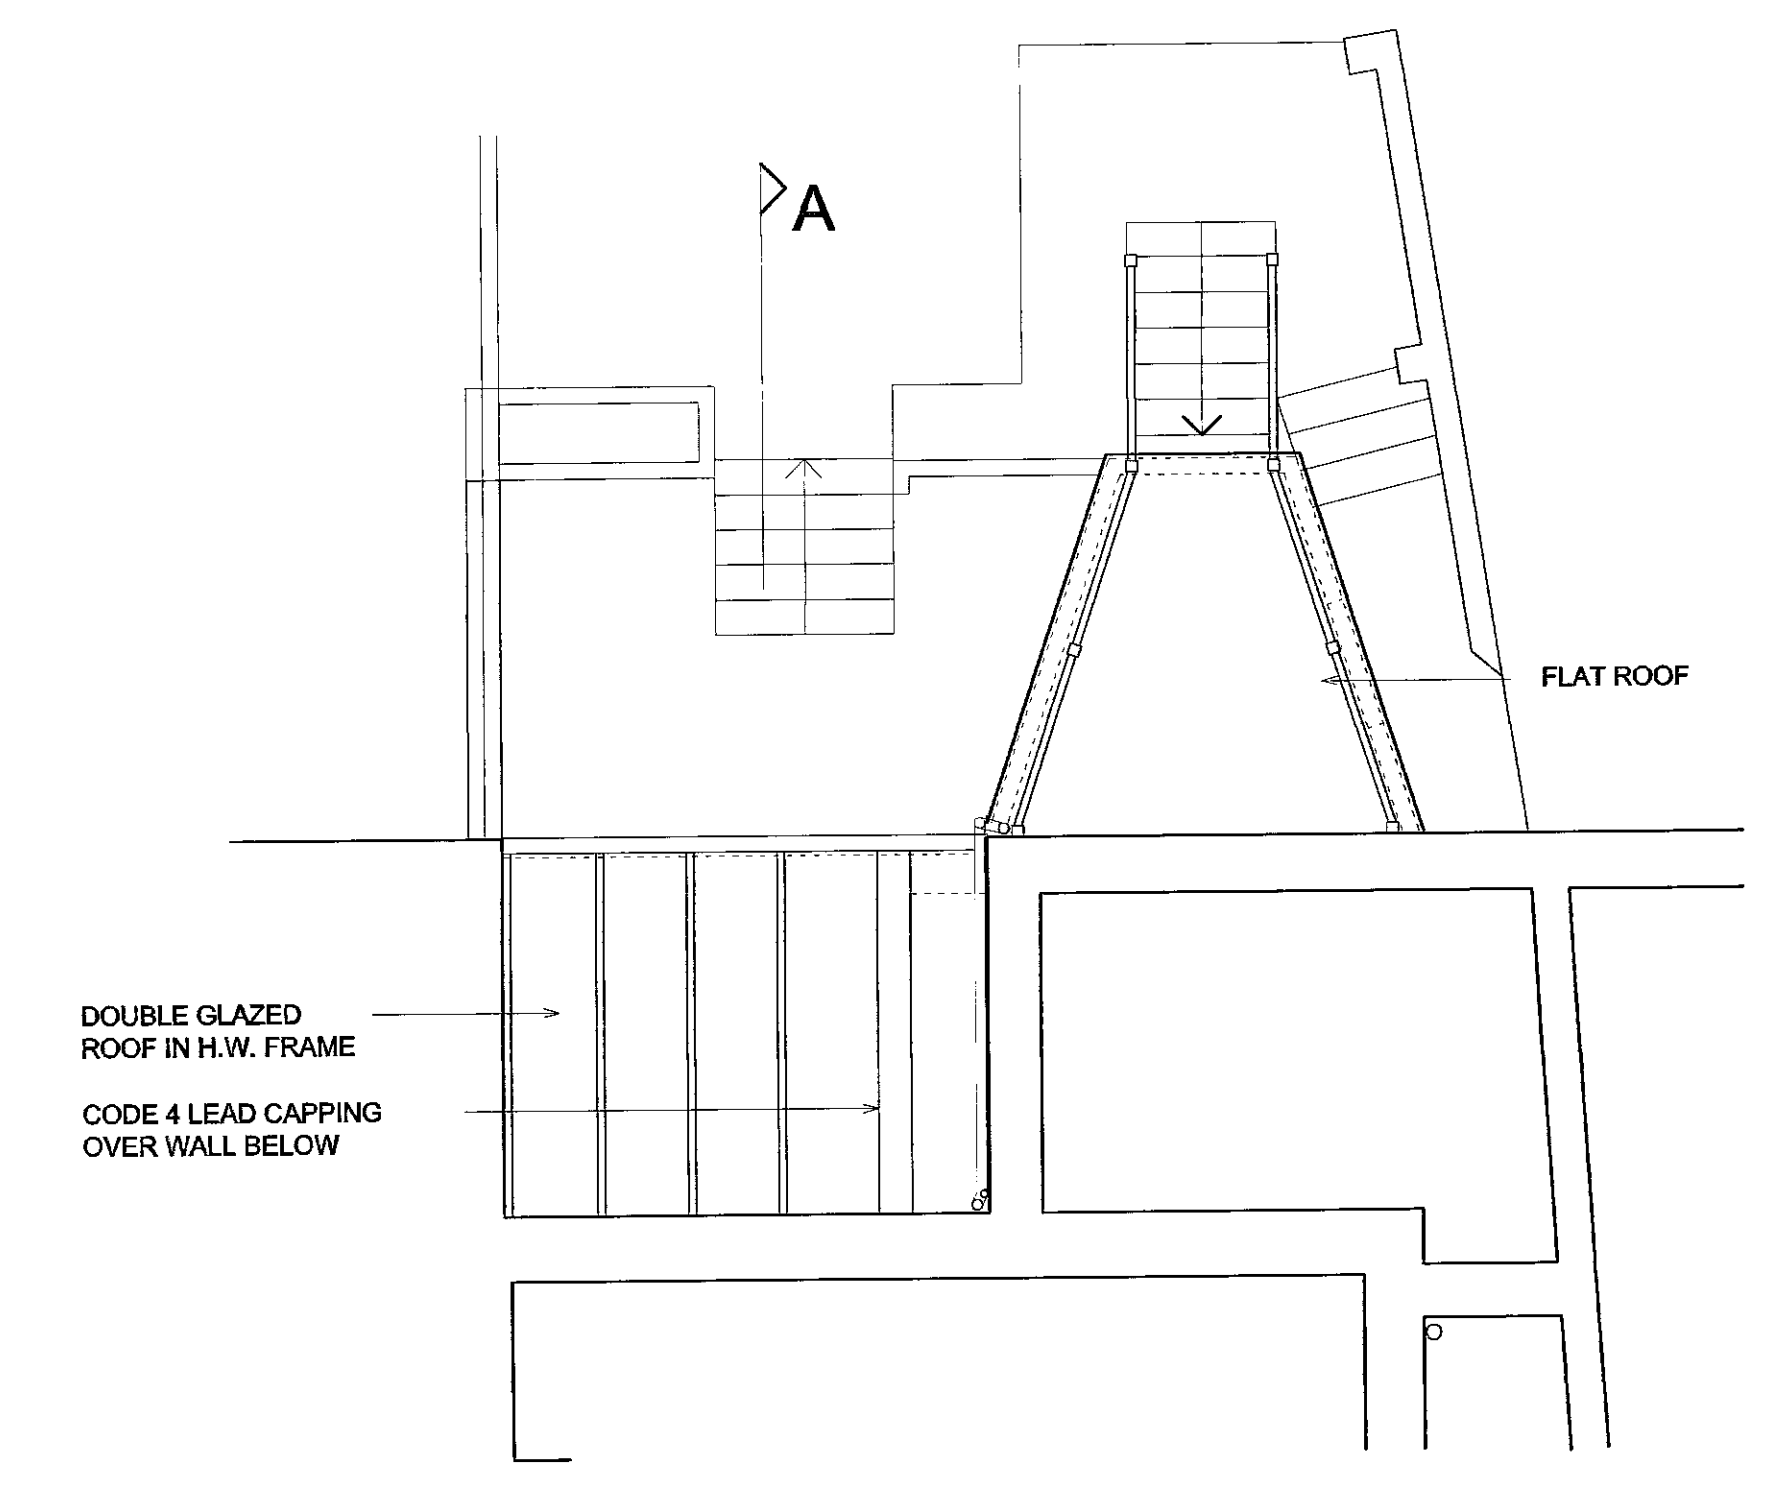 A
FLAT ROOF
DOUBLE GLAZED
ROOF IN H.W. FRAME
CODE 4 LEAD CAPPING
OVER WALL BELOW